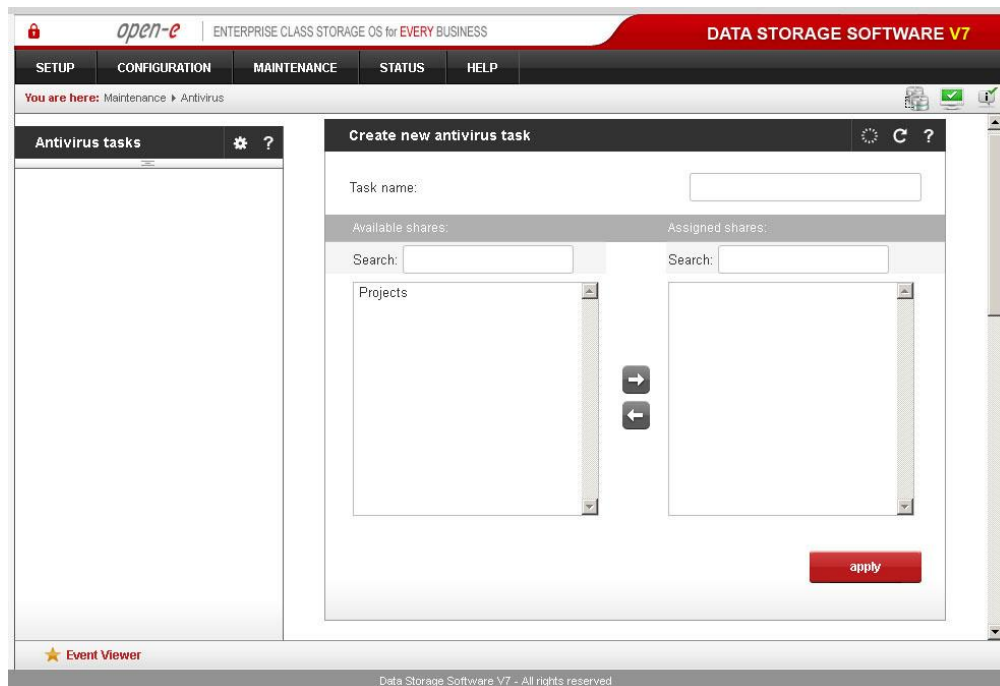 open-e ENTERPRISE CLASS STORAGE OS for EVERY BUSINESS DATA STORAGE SOFTWARE V7
SETUP CONFIGURATION MAINTENANCE STATUS HELP
You are here: Maintenance Antivirus
Antivirus tasks ?
Create new antivirus task ?
Task name:
Available shares: Assigned shares:
Search: Search:
Projects
apply
Event Viewer
Data Storage Software V7 - All rights reserved